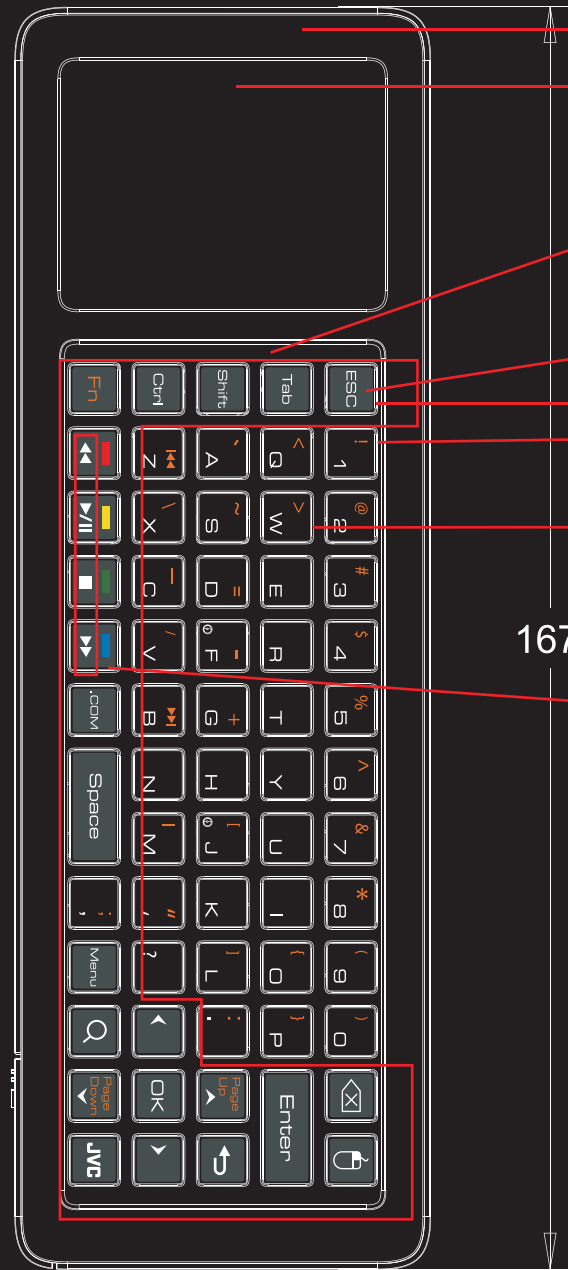 ESC ! 1 @ 2 # 3 $ 4 % 5 ^ 6 & 7 * 8 ( 9 ) 0
Tab < Q > W E R T Y U I { O } P Enter
Shift ` A ~ S = D - F + G H [ J K ] L : . Page Up
Ctrl Z \ X _ C / V B N | M " ' ? OK
Fn .COM Space ; , Menu Page Down JVC
167